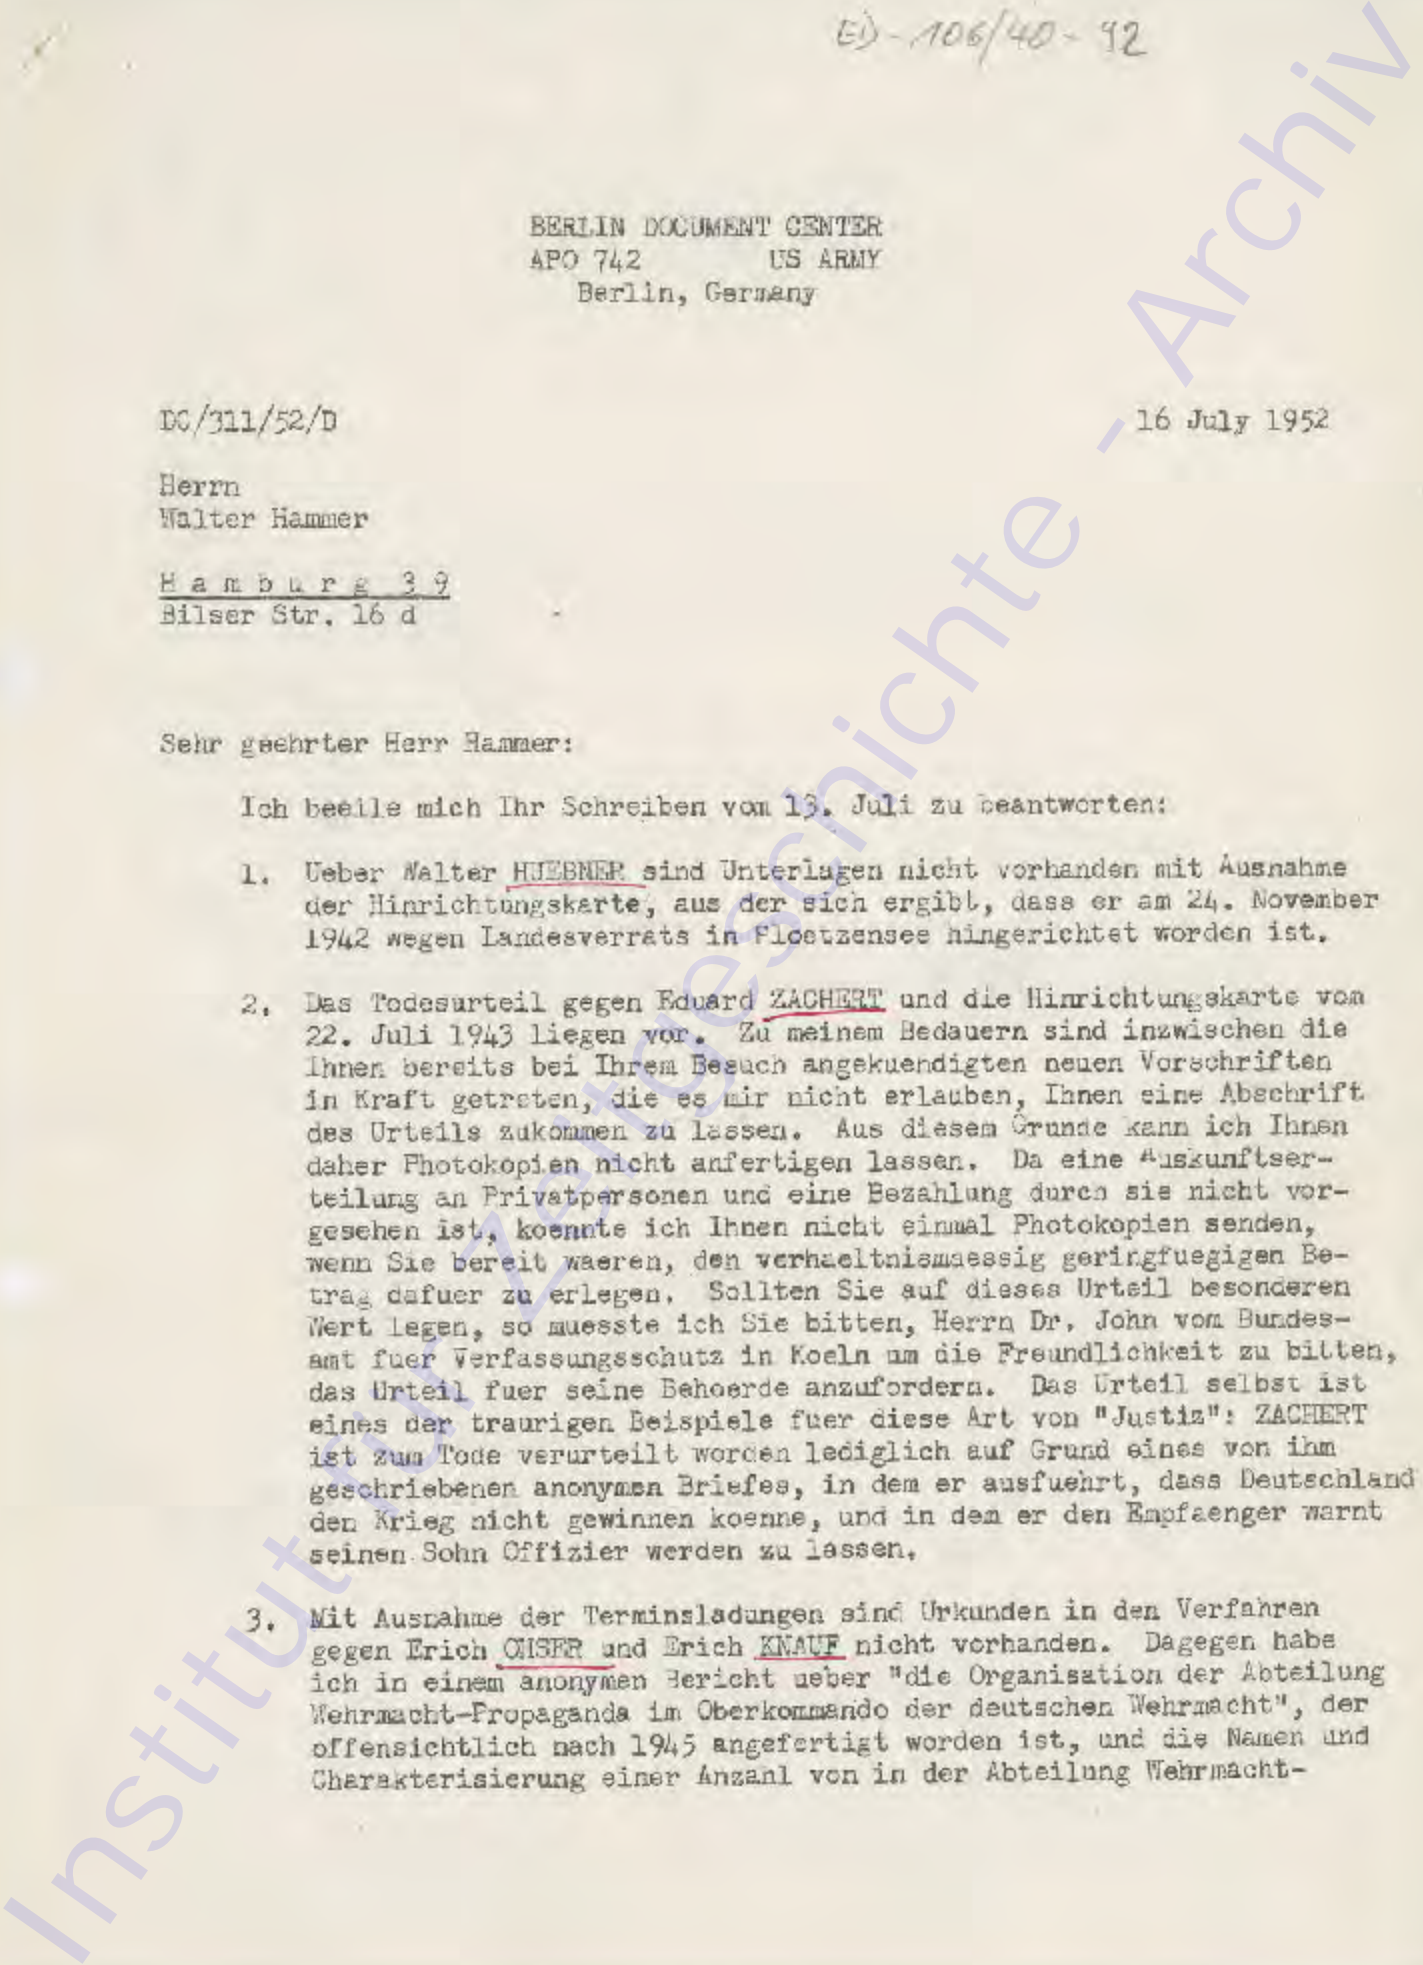 ED - 106/40 - 92
BERLIN DOCUMENT CENTER
APO 742 US ARMY
Berlin, Germany
DC/311/52/D 16 July 1952
Herrn
Walter Hammer
H a m b u r g 3 9
Bilser Str. 16 d
Sehr geehrter Herr Hammer:
Ich beeile mich Ihr Schreiben vom 13. Juli zu beantworten:
1. Ueber Walter HUEBNER sind Unterlagen nicht vorhanden mit Ausnahme
der Hinrichtungskarte, aus der sich ergibt, dass er am 24. November
1942 wegen Landesverrats in Ploetzensee hingerichtet worden ist.
2. Das Todesurteil gegen Eduard ZACHERT und die Hinrichtungskarte vom
22. Juli 1943 liegen vor. Zu meinem Bedauern sind inzwischen die
Ihnen bereits bei Ihrem Besuch angekuendigten neuen Vorschriften
in Kraft getreten, die es mir nicht erlauben, Ihnen eine Abschrift
des Urteils zukommen zu lassen. Aus diesem Grunde kann ich Ihnen
daher Photokopien nicht anfertigen lassen. Da eine Auskunftser-
teilung an Privatpersonen und eine Bezahlung durch sie nicht vor-
gesehen ist, koennte ich Ihnen nicht einmal Photokopien senden,
wenn Sie bereit waeren, den verhaeltnismaessig geringfuegigen Be-
trag dafuer zu erlegen. Sollten Sie auf dieses Urteil besonderen
Wert legen, so muesste ich Sie bitten, Herrn Dr. John vom Bundes-
amt fuer Verfassungsschutz in Koeln um die Freundlichkeit zu bitten,
das Urteil fuer seine Behoerde anzufordern. Das Urteil selbst ist
eines der traurigen Beispiele fuer diese Art von "Justiz": ZACHERT
ist zum Tode verurteilt worden lediglich auf Grund eines von ihm
geschriebenen anonymen Briefes, in dem er ausfuehrt, dass Deutschland
den Krieg nicht gewinnen koenne, und in dem er den Empfaenger warnt
seinen Sohn Offizier werden zu lassen.
3. Mit Ausnahme der Terminsladungen sind Urkunden in den Verfahren
gegen Erich OHSER und Erich KNAUF nicht vorhanden. Dagegen habe
ich in einem anonymen Bericht ueber "die Organisation der Abteilung
Wehrmacht-Propaganda im Oberkommando der deutschen Wehrmacht", der
offensichtlich nach 1945 angefertigt worden ist, und die Namen und
Charakterisierung einer Anzahl von in der Abteilung Wehrmacht-
Institut für Zeitgeschichte - Archiv